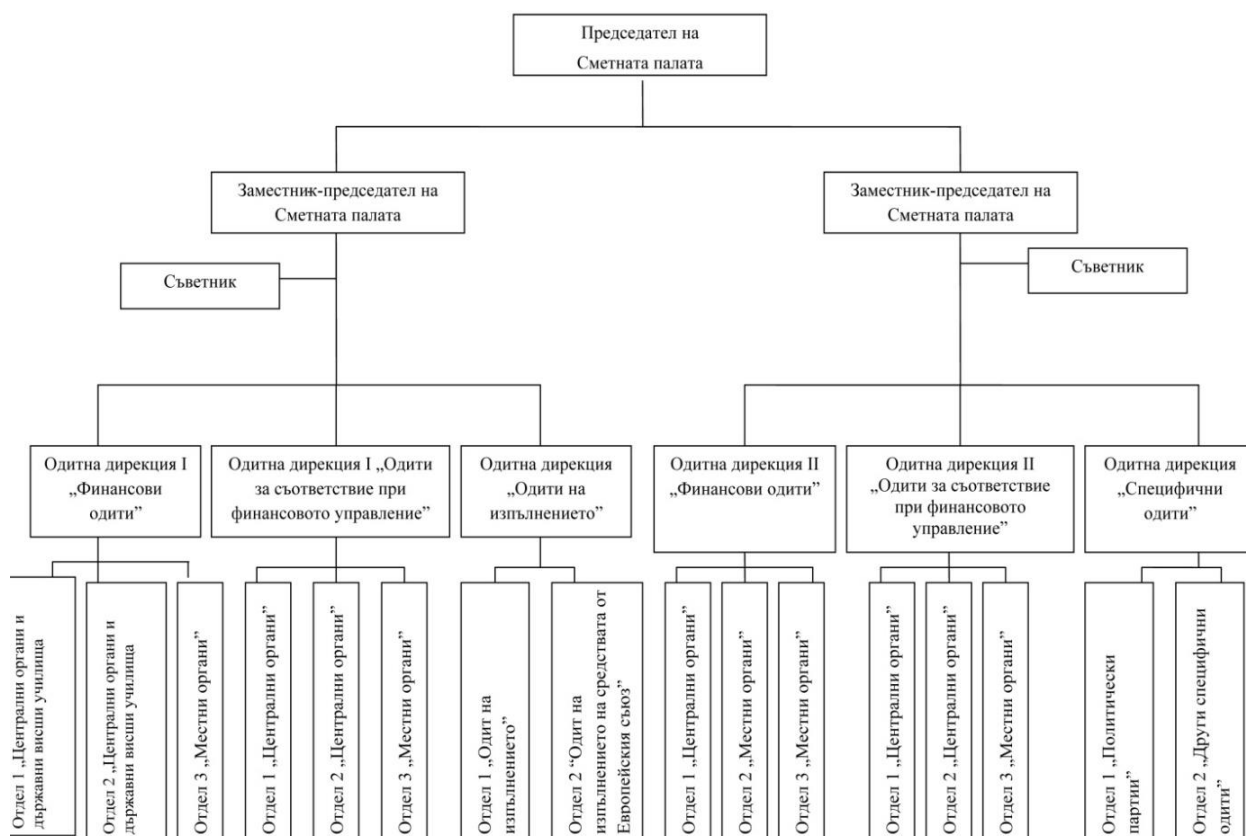 Председател на
Сметната палата
Заместник-председател на
Сметната палата
Заместник-председател на
Сметната палата
Съветник
Съветник
Одитна дирекция I
„Финансови
одити”
Одитна дирекция I „Одити
за съответствие при
финансовото управление”
Одитна дирекция
„Одити на
изпълнението”
Одитна дирекция II
„Финансови одити”
Одитна дирекция II
„Одити за съответствие
при финансовото
управление”
Одитна дирекция
„Специфични
одити”
Отдел 1 „Централни органи и
държавни висши училища
Отдел 2 „Централни органи и
държавни висши училища
Отдел 3 „Местни органи”
Отдел 1 „Централни органи”
Отдел 2 „Централни органи”
Отдел 3 „Местни органи”
Отдел 1 „Одит на
изпълнението”
Отдел 2 “Одит на
изпълнението на средствата от
Европейския съюз”
Отдел 1 „Централни органи”
Отдел 2 „Местни органи”
Отдел 3 „Местни органи”
Отдел 1 „Централни органи”
Отдел 2 „Централни органи”
Отдел 3 „Местни органи”
Отдел 1 „Политически
партии”
Отдел 2 „Други специфични
одити”